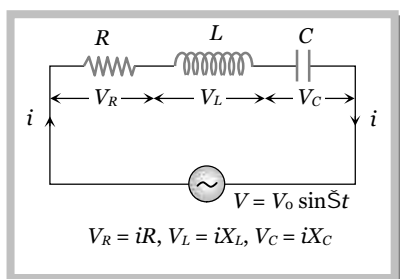 R L C
V_R V_L V_C
i i
V = V₀ sinŠt
V_R = iR, V_L = iX_L, V_C = iX_C